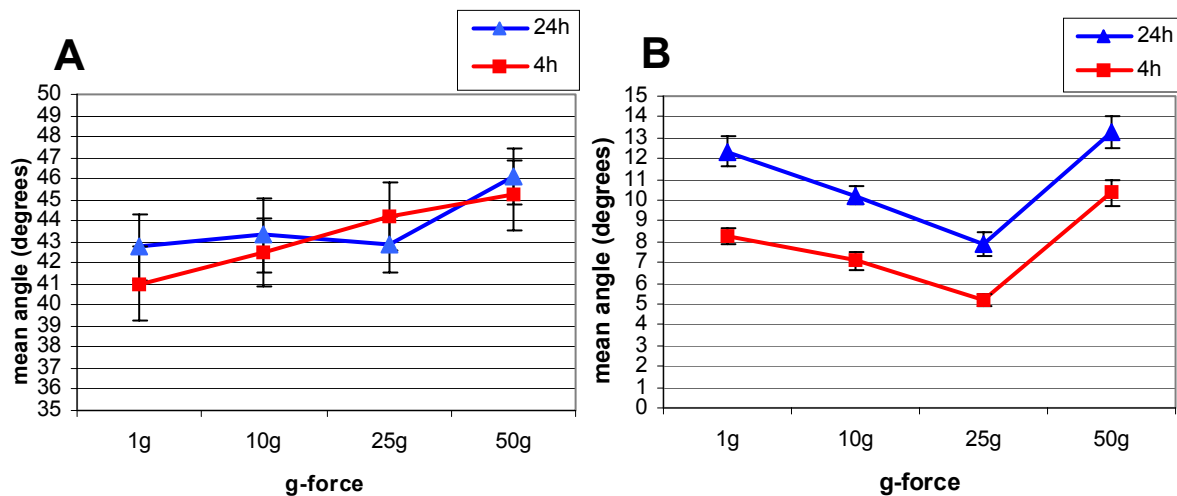 A
24h
4h
mean angle (degrees)
50
49
48
47
46
45
44
43
42
41
40
39
38
37
36
35
1g 10g 25g 50g
g-force
B
24h
4h
mean angle (degrees)
15
14
13
12
11
10
9
8
7
6
5
4
3
2
1
0
1g 10g 25g 50g
g-force